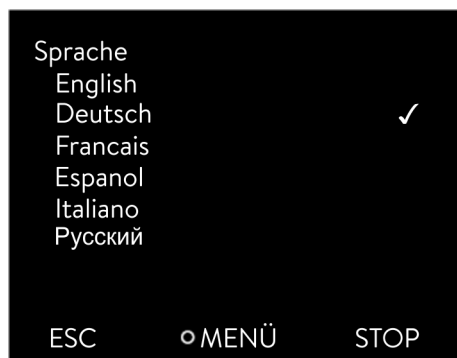 Sprache
English
Deutsch ✓
Francais
Espanol
Italiano
Русский
ESC MENÜ STOP